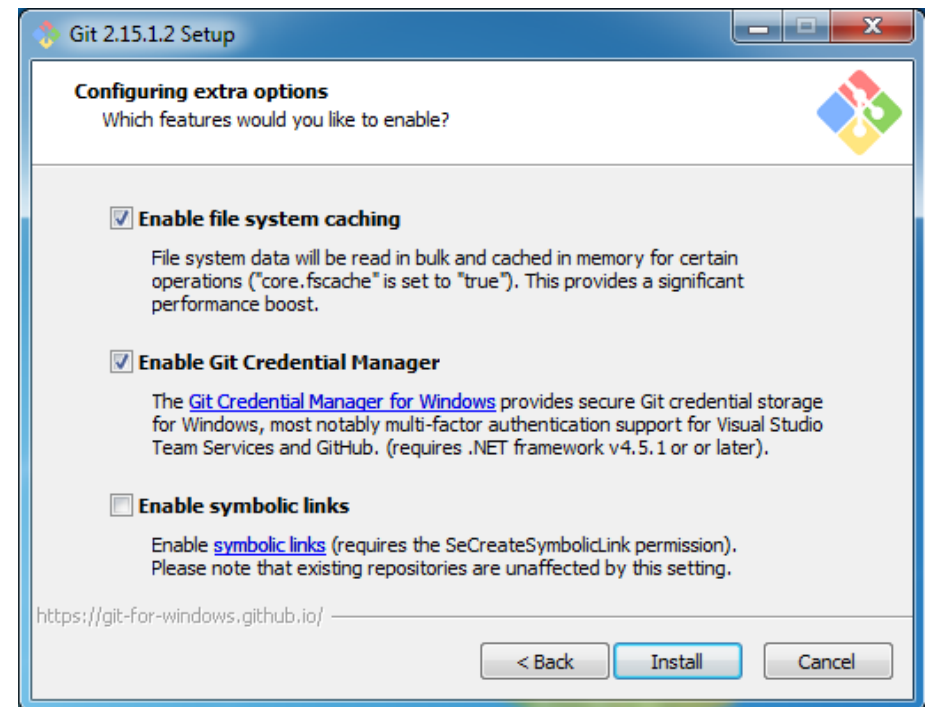 Git 2.15.1.2 Setup
Configuring extra options
Which features would you like to enable?
Enable file system caching
File system data will be read in bulk and cached in memory for certain
operations ("core.fscache" is set to "true"). This provides a significant
performance boost.
Enable Git Credential Manager
The Git Credential Manager for Windows provides secure Git credential storage
for Windows, most notably multi-factor authentication support for Visual Studio
Team Services and GitHub. (requires .NET framework v4.5.1 or or later).
Enable symbolic links
Enable symbolic links (requires the SeCreateSymbolicLink permission).
Please note that existing repositories are unaffected by this setting.
https://git-for-windows.github.io/
< Back Install Cancel